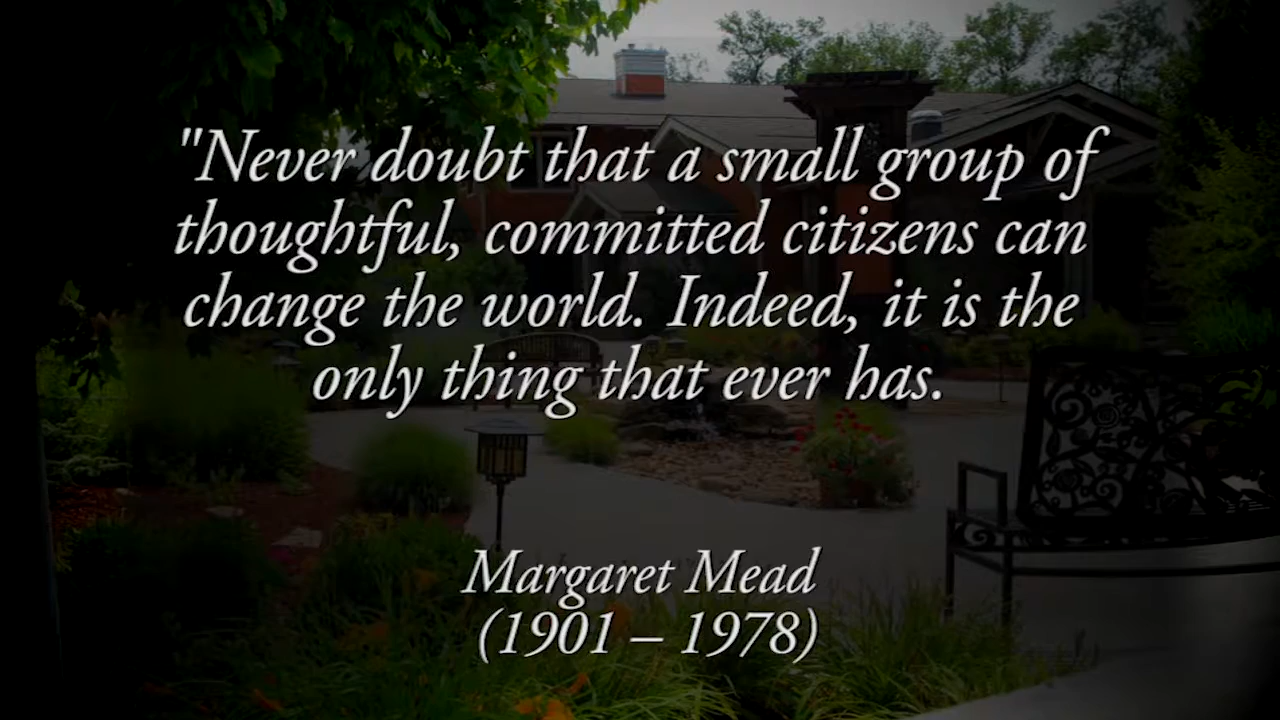 "Never doubt that a small group of
thoughtful, committed citizens can
change the world. Indeed, it is the
only thing that ever has.
Margaret Mead
(1901 – 1978)